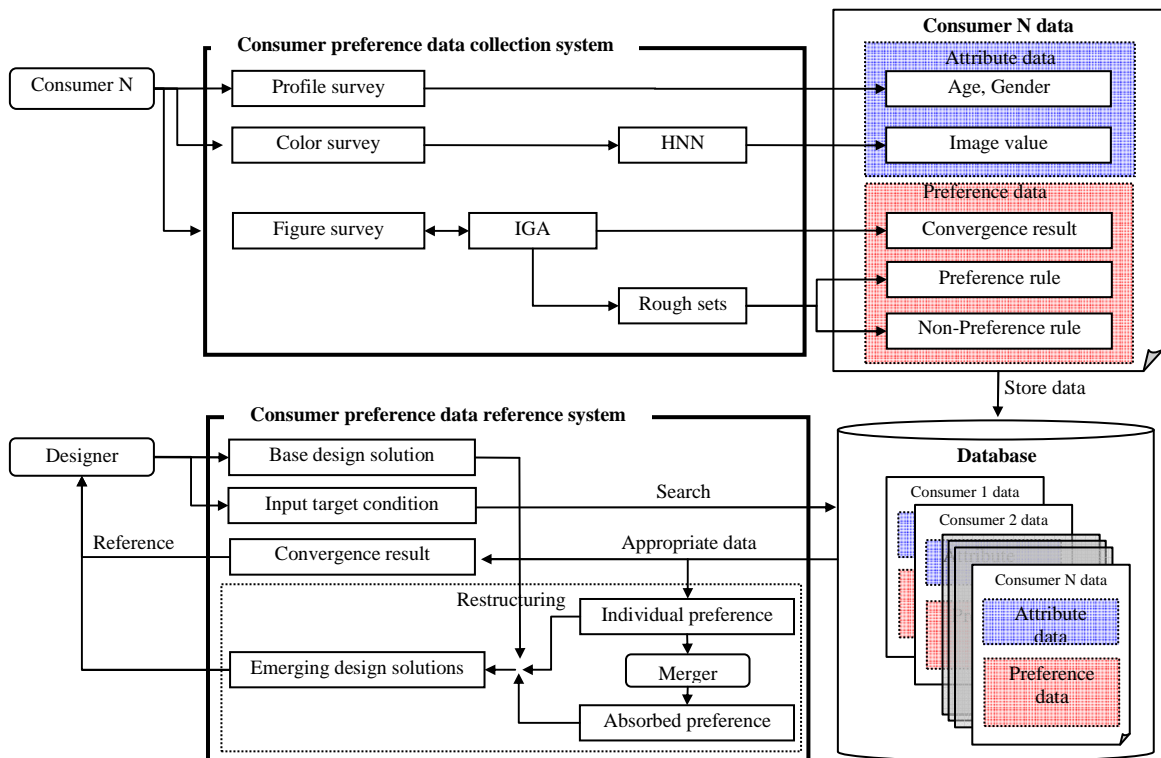 Consumer preference data collection system
Consumer N
Profile survey
Color survey
HNN
Figure survey
IGA
Rough sets
Consumer N data
Attribute data
Age, Gender
Image value
Preference data
Convergence result
Preference rule
Non-Preference rule
Store data
Consumer preference data reference system
Designer
Base design solution
Input target condition
Search
Reference
Convergence result
Appropriate data
Restructuring
Individual preference
Emerging design solutions
Merger
Absorbed preference
Database
Consumer 1 data
Consumer 2 data
Consumer N data
Attribute
data
Preference
data